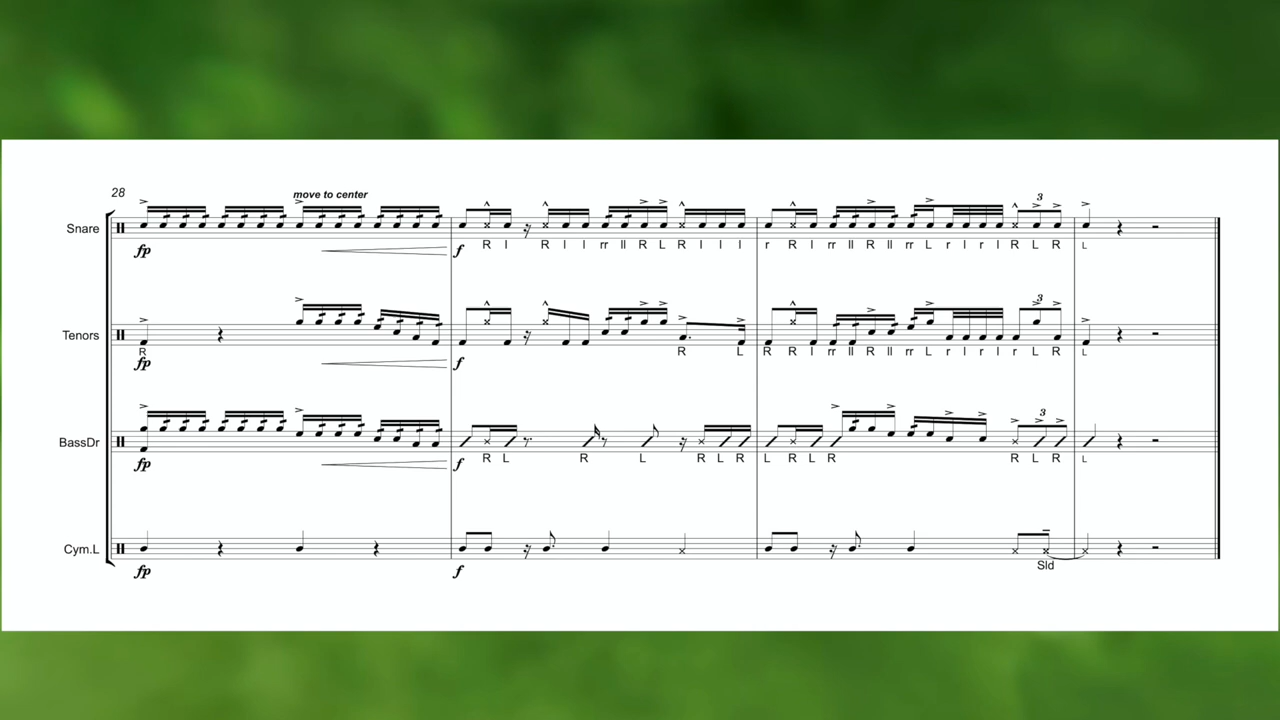 28
move to center
3
Snare
fp
f
R l R l l rr ll R L R l l l
r R l rr ll R ll rr L r l r l R L R
L
3
Tenors
R
fp
f
R L
R R l rr ll R ll rr L r l r l r L R
L
3
BassDr
fp
f
R L R L R L R
L R L R
R L R
L
Cym.L
fp
f
Sld